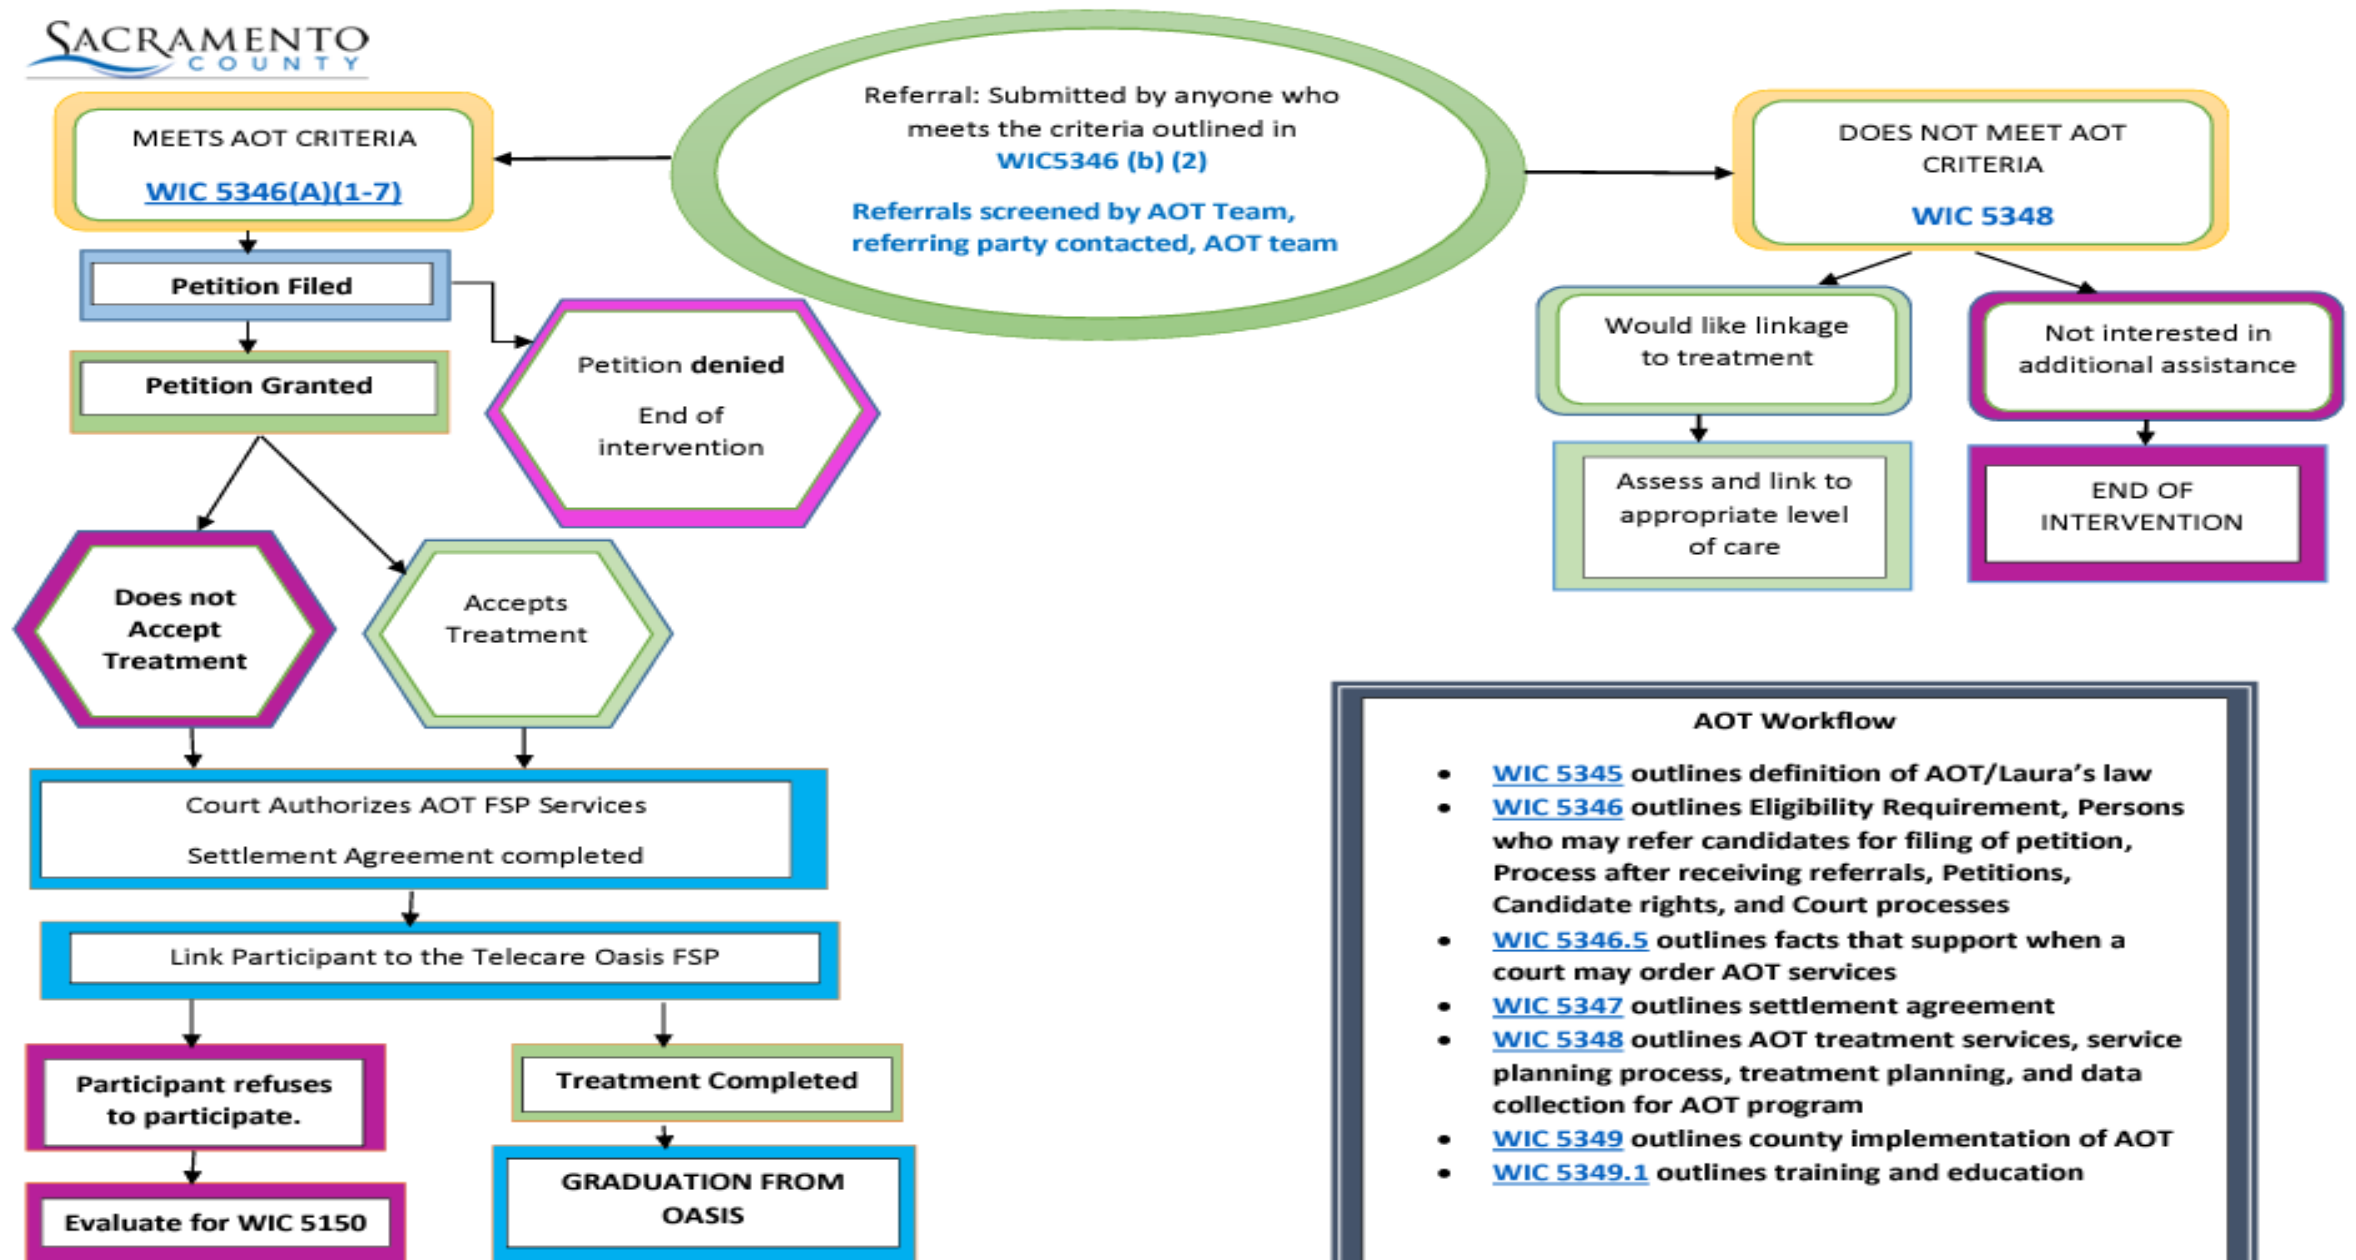 SACRAMENTO
COUNTY
Referral: Submitted by anyone who
meets the criteria outlined in
WIC5346 (b) (2)
Referrals screened by AOT Team,
referring party contacted, AOT team
MEETS AOT CRITERIA
WIC 5346(A)(1-7)
Petition Filed
Petition Granted
Petition denied
End of
intervention
Does not
Accept
Treatment
Accepts
Treatment
Court Authorizes AOT FSP Services
Settlement Agreement completed
Link Participant to the Telecare Oasis FSP
Participant refuses
to participate.
Evaluate for WIC 5150
Treatment Completed
GRADUATION FROM
OASIS
DOES NOT MEET AOT
CRITERIA
WIC 5348
Would like linkage
to treatment
Assess and link to
appropriate level
of care
Not interested in
additional assistance
END OF
INTERVENTION
AOT Workflow
• WIC 5345 outlines definition of AOT/Laura’s law
• WIC 5346 outlines Eligibility Requirement, Persons
who may refer candidates for filing of petition,
Process after receiving referrals, Petitions,
Candidate rights, and Court processes
• WIC 5346.5 outlines facts that support when a
court may order AOT services
• WIC 5347 outlines settlement agreement
• WIC 5348 outlines AOT treatment services, service
planning process, treatment planning, and data
collection for AOT program
• WIC 5349 outlines county implementation of AOT
• WIC 5349.1 outlines training and education